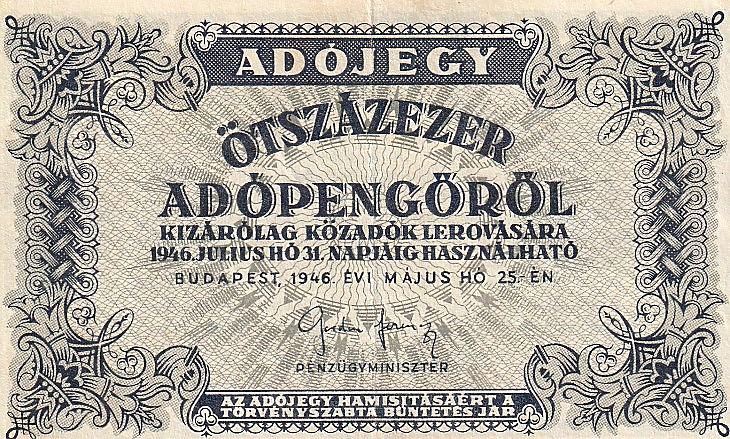 ADÓJEGY
ÖTSZÁZEZER
ADÓPENGŐRŐL
KIZÁRÓLAG KÖZADÓK LEROVÁSÁRA
1946. JULIUS HÓ 31. NAPJÁIG HASZNÁLHATÓ
BUDAPEST, 1946. ÉVI MÁJUS HÓ 25.-ÉN
PÉNZÜGYMINISZTER
AZ ADÓJEGY HAMISITÁSAÉRT A
TÖRVÉNYSZABTA BÜNTETÉS JÁR